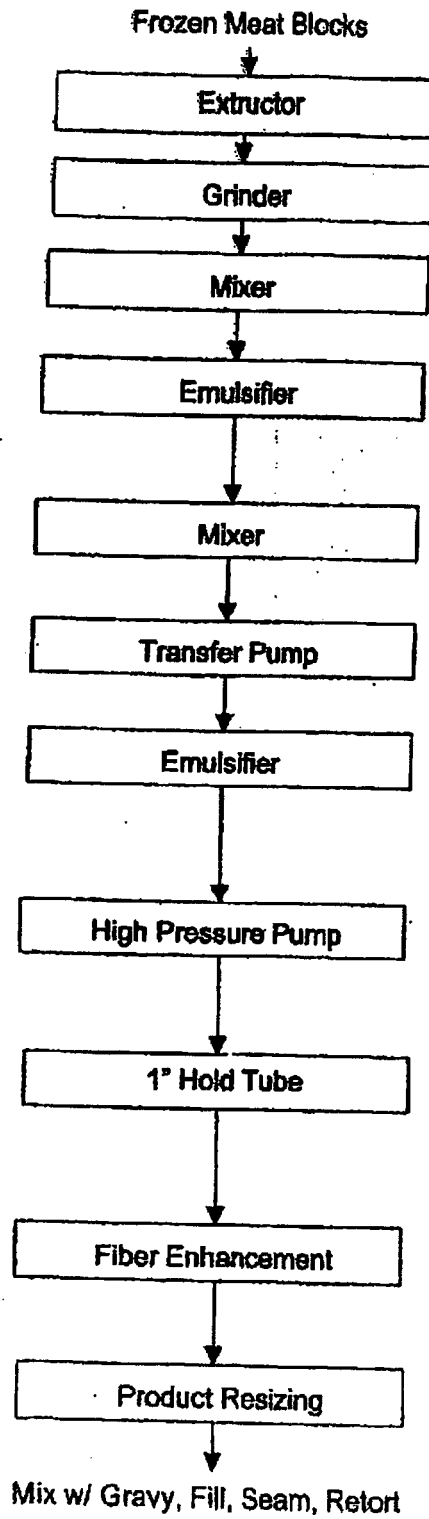 Frozen Meat Blocks
Extructor
Grinder
Mixer
Emulsifier
Mixer
Transfer Pump
Emulsifier
High Pressure Pump
1" Hold Tube
Fiber Enhancement
Product Resizing
Mix w/ Gravy, Fill, Seam, Retort